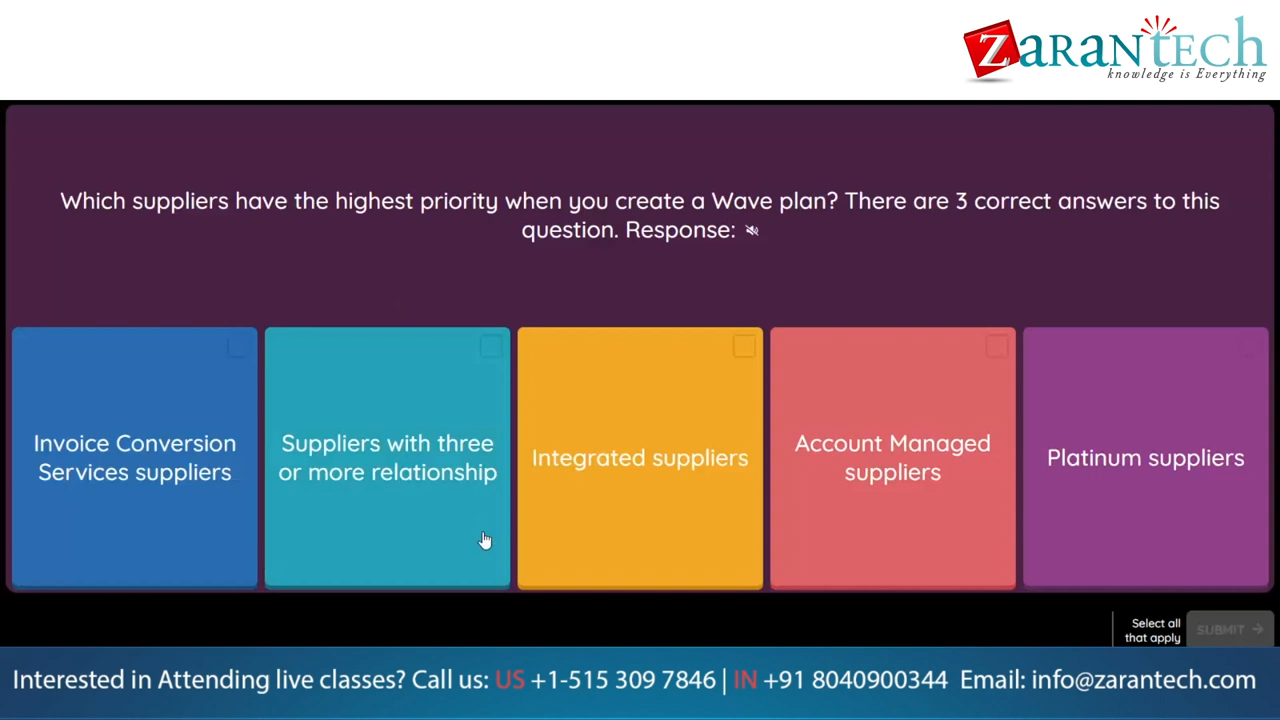 ZARANTECH
knowledge is Everything
Which suppliers have the highest priority when you create a Wave plan? There are 3 correct answers to this
question. Response:
Invoice Conversion
Services suppliers
Suppliers with three
or more relationship
Integrated suppliers
Account Managed
suppliers
Platinum suppliers
Select all
that apply
SUBMIT
Interested in Attending live classes? Call us: US +1-515 309 7846 | IN +91 8040900344 Email: info@zarantech.com